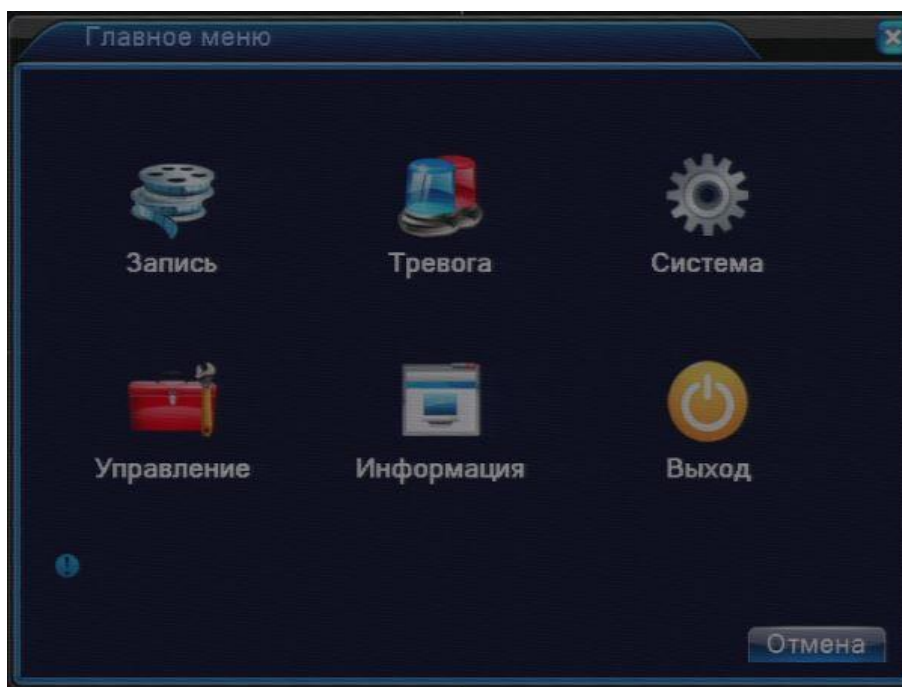 Главное меню
Запись
Тревога
Система
Управление
Информация
Выход
Отмена